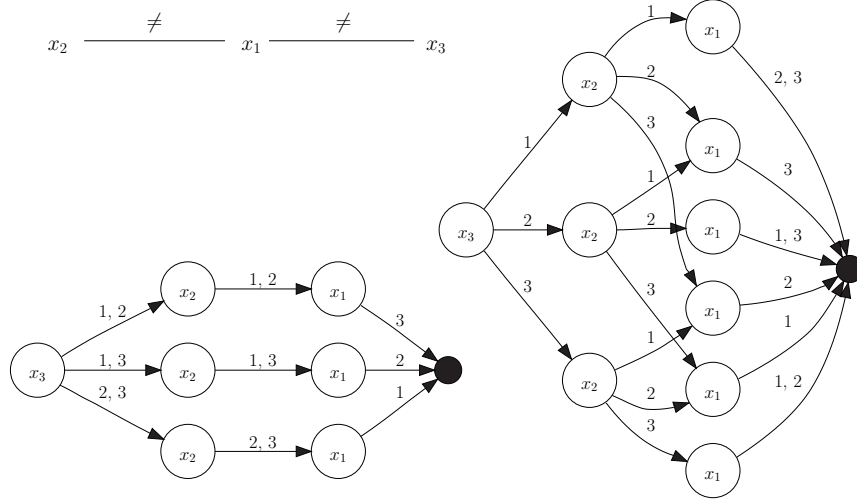 ≠ ≠
x₂ x₁ x₃
1 x₁
2, 3
x₂ 2
3 x₁
1 3
1
x₃ 2 x₂ 2 x₁ 1, 3
3 3 x₁ 2
1 1
x₂ 2 x₁ 1, 2
3
x₁
x₂ 1, 2 x₁
1, 2 3
x₃ 1, 3 x₂ 1, 3 x₁ 2
2, 3 1
x₂ 2, 3 x₁